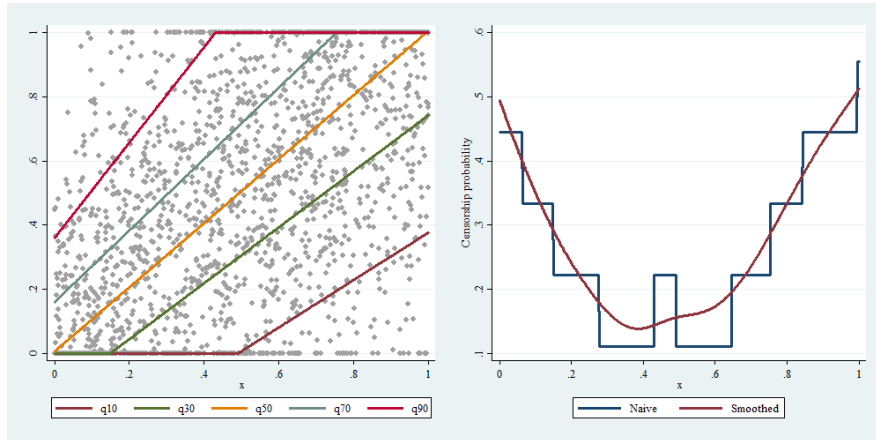 1
.8
.6
.4
.2
0
0 .2 .4 .6 .8 1
x
q10 q30 q50 q70 q90
Censorship probability
.6
.5
.4
.3
.2
.1
0 .2 .4 .6 .8 1
x
Naive Smoothed